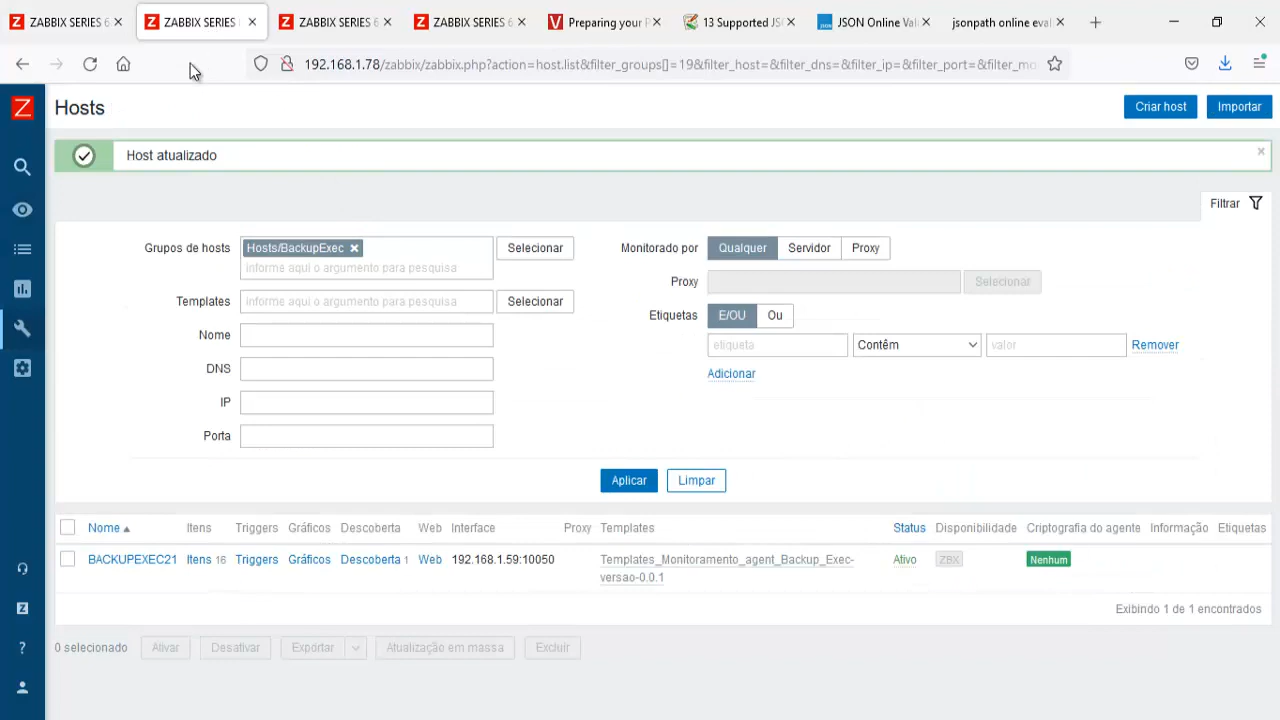 ZABBIX SERIES 6.
ZABBIX SERIES
ZABBIX SERIES 6.
ZABBIX SERIES 6.
Preparing your P
13 Supported JS
JSON Online Vali
jsonpath online eval
192.168.1.78/zabbix/zabbix.php?action=host.list&filter_groups[]=19&filter_host=&filter_dns=&filter_ip=&filter_port=&filter_mo
Z
Hosts
Criar host
Importar
Host atualizado
Filtrar
Grupos de hosts
Hosts/BackupExec
informe aqui o argumento para pesquisa
Selecionar
Templates
informe aqui o argumento para pesquisa
Selecionar
Nome
DNS
IP
Porta
Monitorado por
Qualquer
Servidor
Proxy
Proxy
Selecionar
Etiquetas
E/OU
Ou
etiqueta
Contêm
valor
Remover
Adicionar
Aplicar
Limpar
Nome Itens Triggers Gráficos Descoberta Web Interface Proxy Templates Status Disponibilidade Criptografia do agente Informação Etiquetas
BACKUPEXEC21 Itens 16 Triggers Gráficos Descoberta 1 Web 192.168.1.59:10050 Templates_Monitoramento_agent_Backup_Exec- Ativo ZBX Nenhum
versao-0.0.1
Exibindo 1 de 1 encontrados
0 selecionado
Ativar
Desativar
Exportar
Atualização em massa
Excluir
Z
?